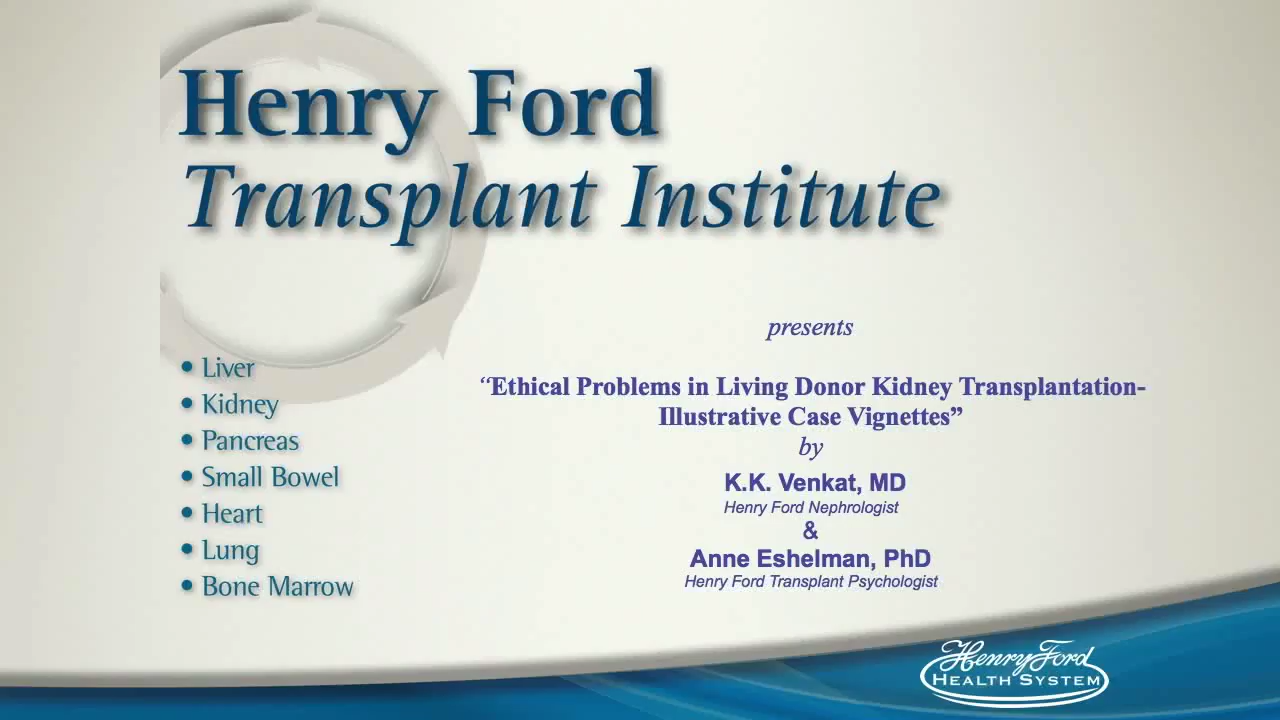 Henry Ford
Transplant Institute
• Liver
• Kidney
• Pancreas
• Small Bowel
• Heart
• Lung
• Bone Marrow
presents
“Ethical Problems in Living Donor Kidney Transplantation-
Illustrative Case Vignettes”
by
K.K. Venkat, MD
Henry Ford Nephrologist
&
Anne Eshelman, PhD
Henry Ford Transplant Psychologist
Henry Ford
HEALTH SYSTEM